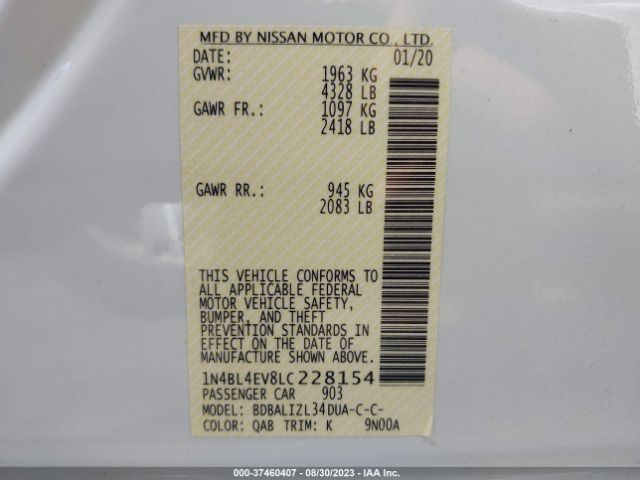 MFD BY NISSAN MOTOR CO., LTD.
DATE: 01/20
GVWR: 1963 KG
4328 LB
GAWR FR.: 1097 KG
2418 LB
GAWR RR.: 945 KG
2083 LB
THIS VEHICLE CONFORMS TO
ALL APPLICABLE FEDERAL
MOTOR VEHICLE SAFETY,
BUMPER, AND THEFT
PREVENTION STANDARDS IN
EFFECT ON THE DATE OF
MANUFACTURE SHOWN ABOVE.
1N4BL4EV8LC228154
PASSENGER CAR 903
MODEL: BDBALIZL34DUA-C-C-
COLOR: QAB TRIM: K 9N00A
000-37460407 - 08/30/2023 - IAA Inc.